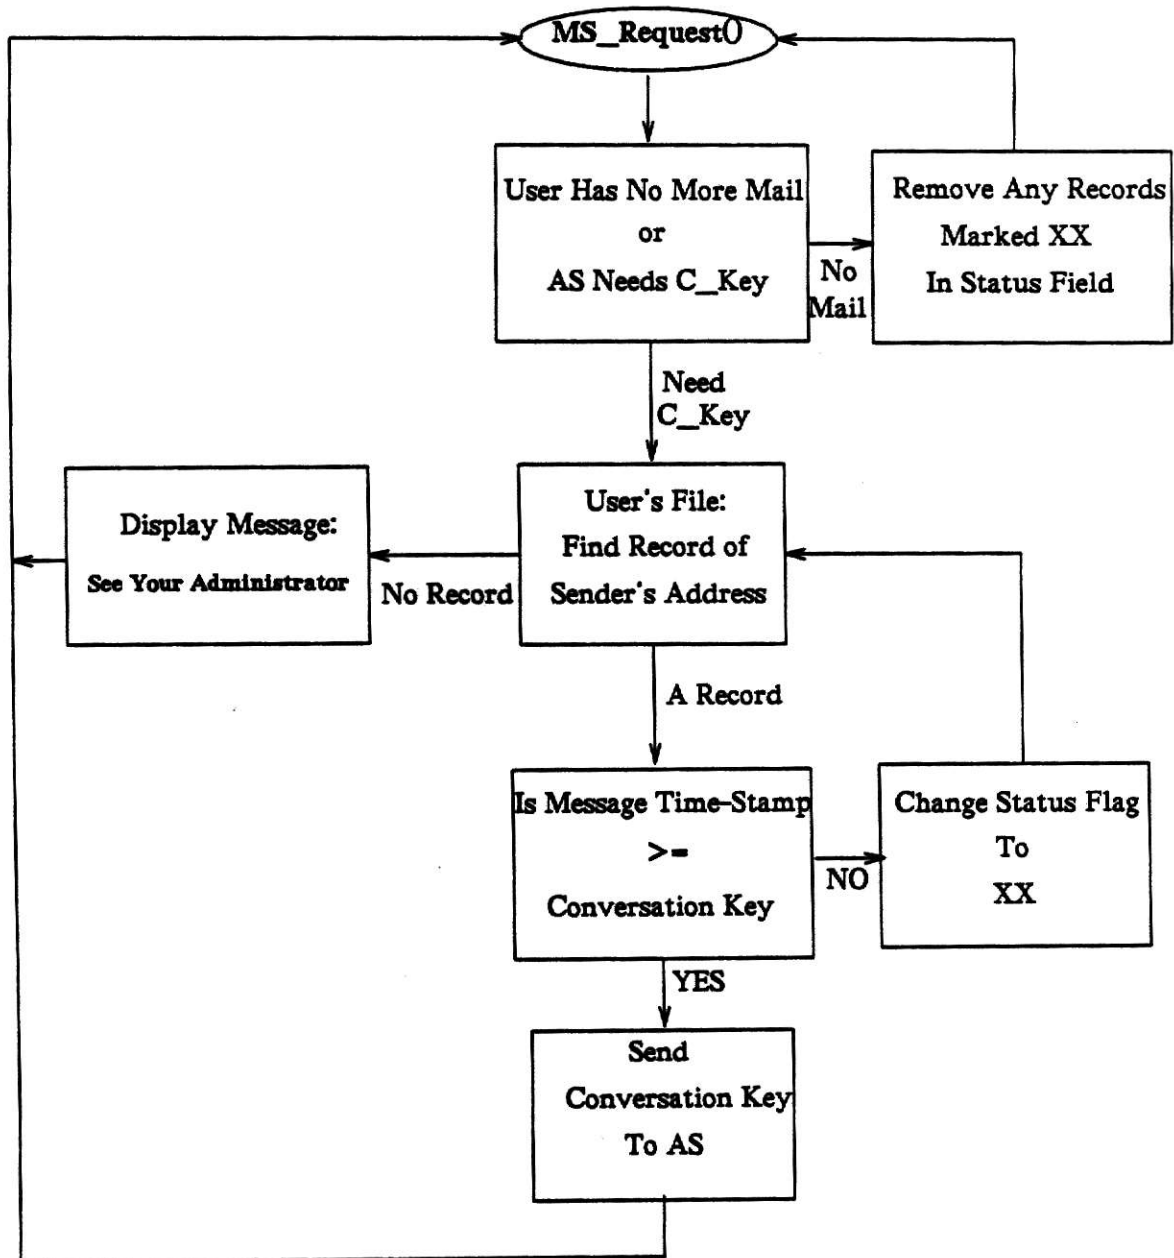 MS_Request()
User Has No More Mail
or
AS Needs C_Key
No
Mail
Remove Any Records
Marked XX
In Status Field
Need
C_Key
User's File:
Find Record of
Sender's Address
No Record
Display Message:
See Your Administrator
A Record
Is Message Time-Stamp
>=
Conversation Key
NO
Change Status Flag
To
XX
YES
Send
Conversation Key
To AS